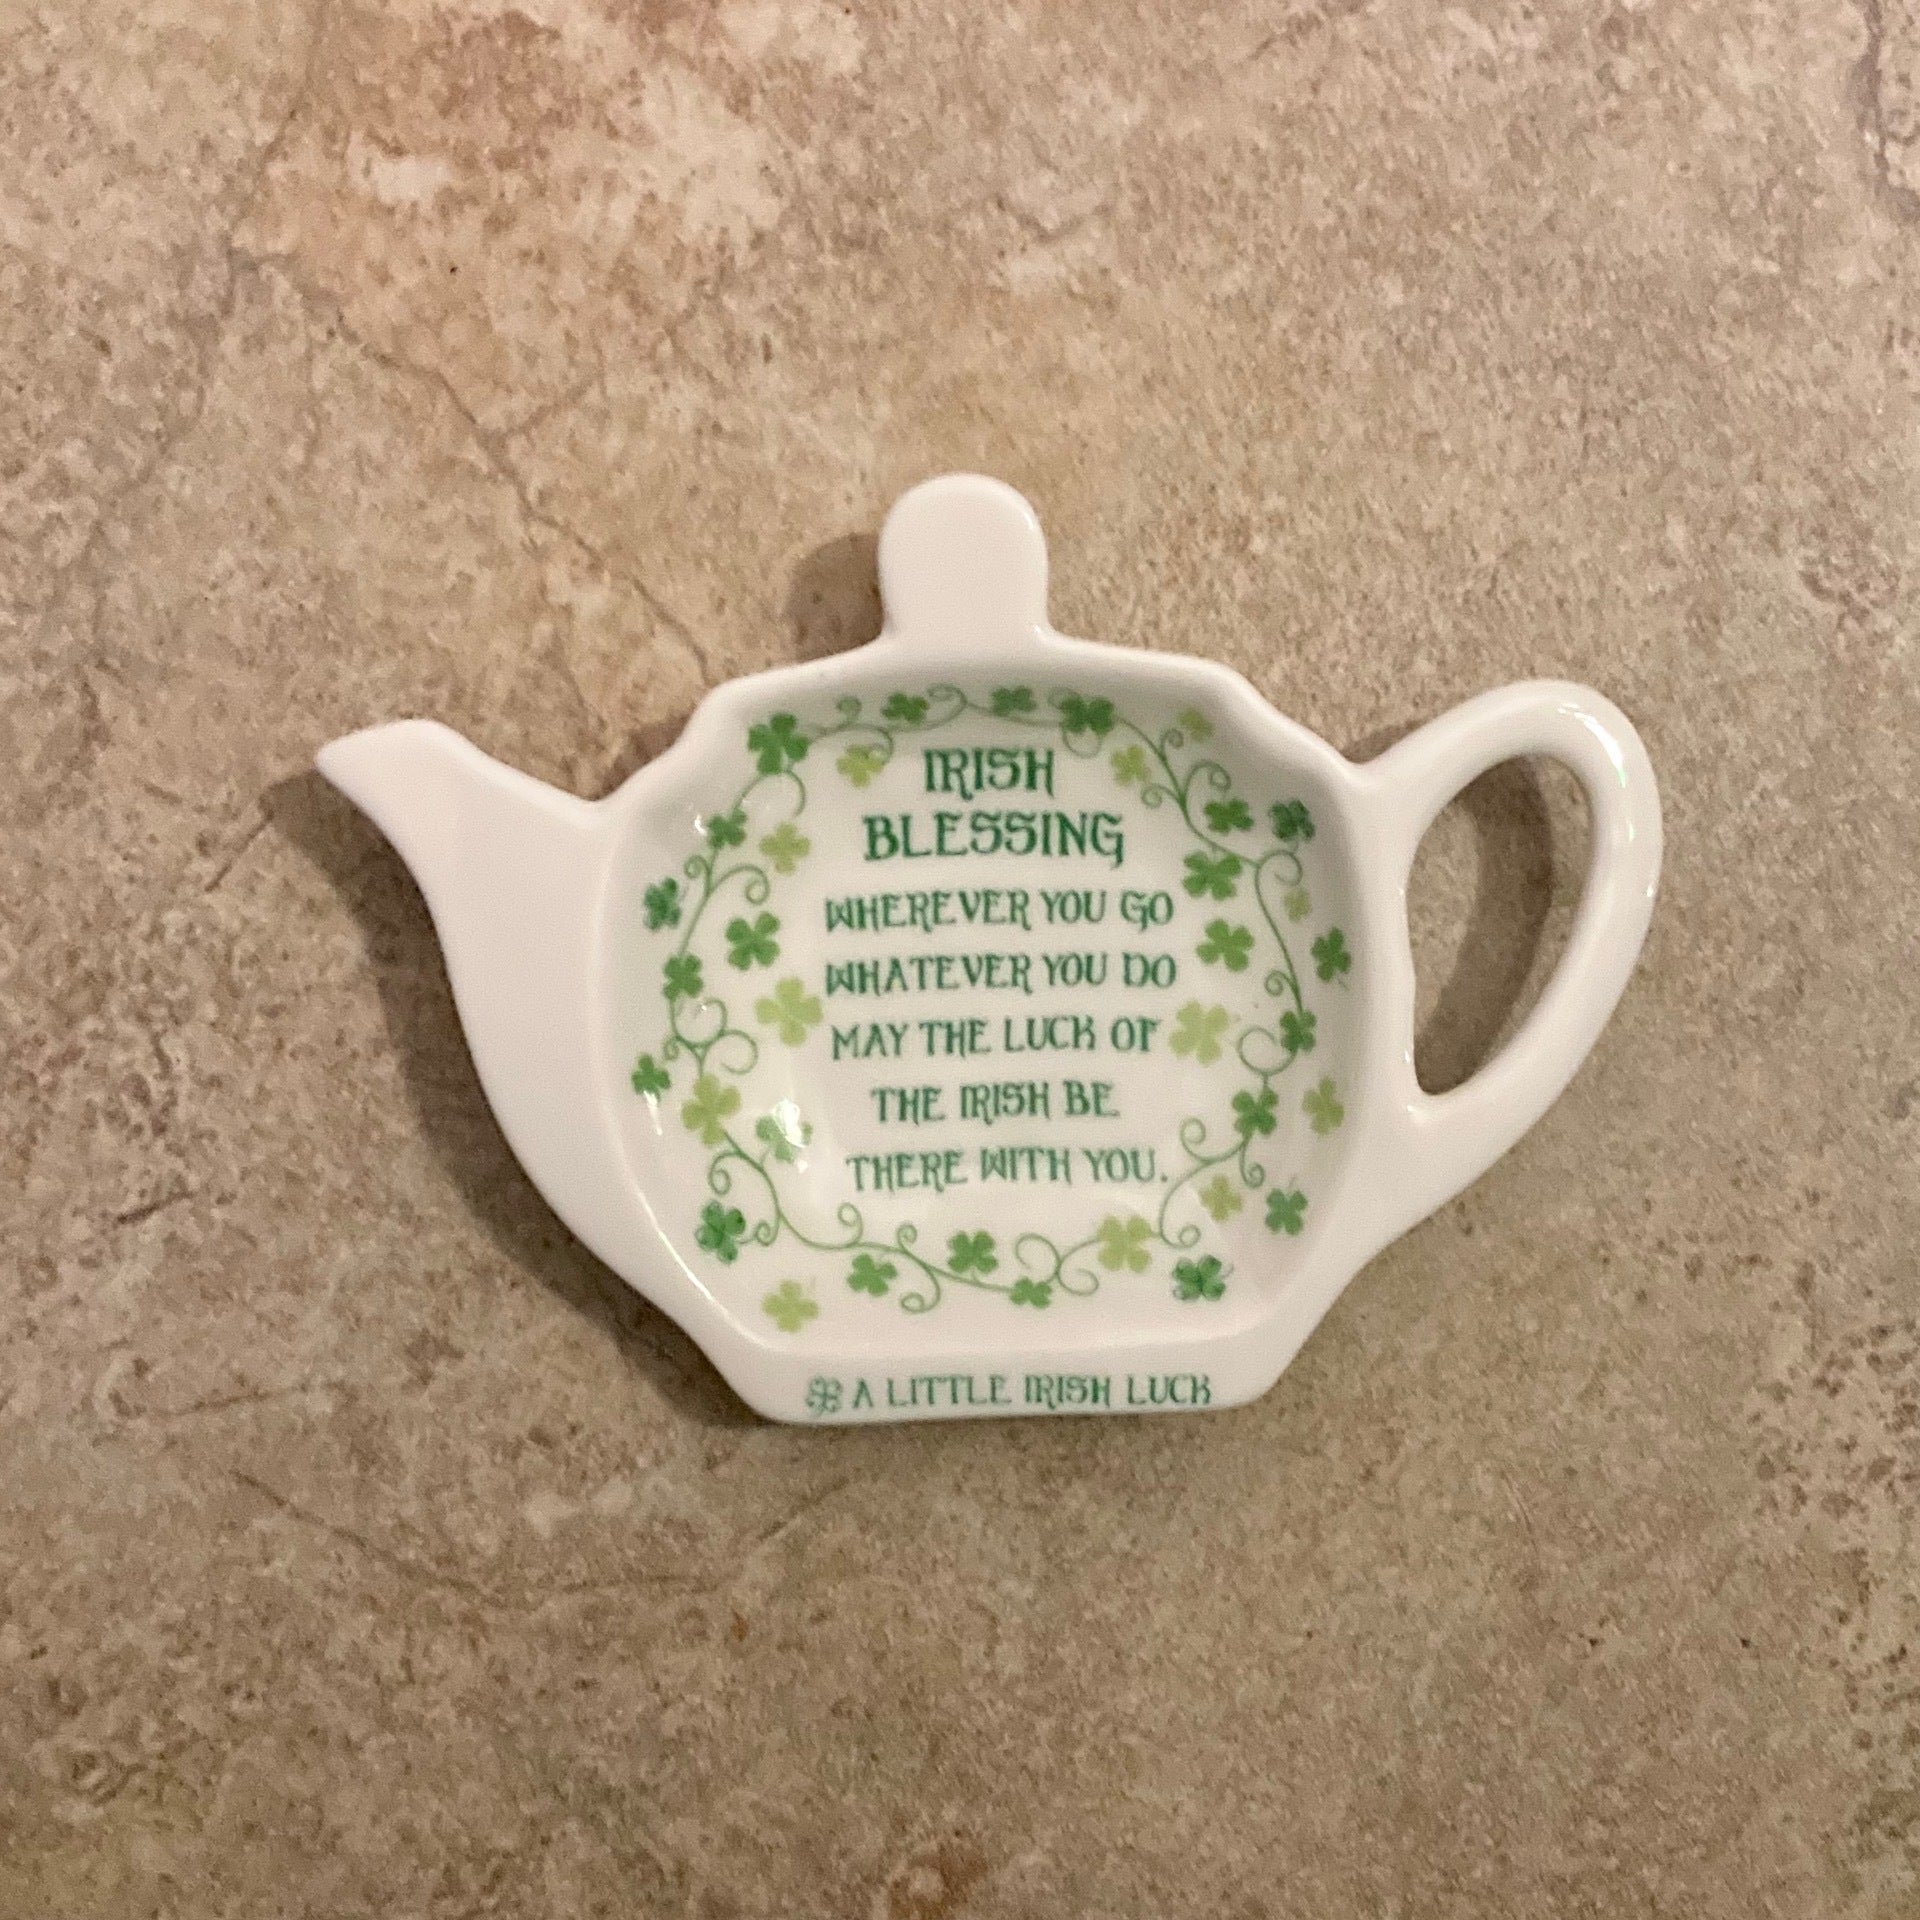 IRISH
BLESSING
WHEREVER YOU GO
WHATEVER YOU DO
MAY THE LUCK OF
THE IRISH BE
THERE WITH YOU.
A LITTLE IRISH LUCK